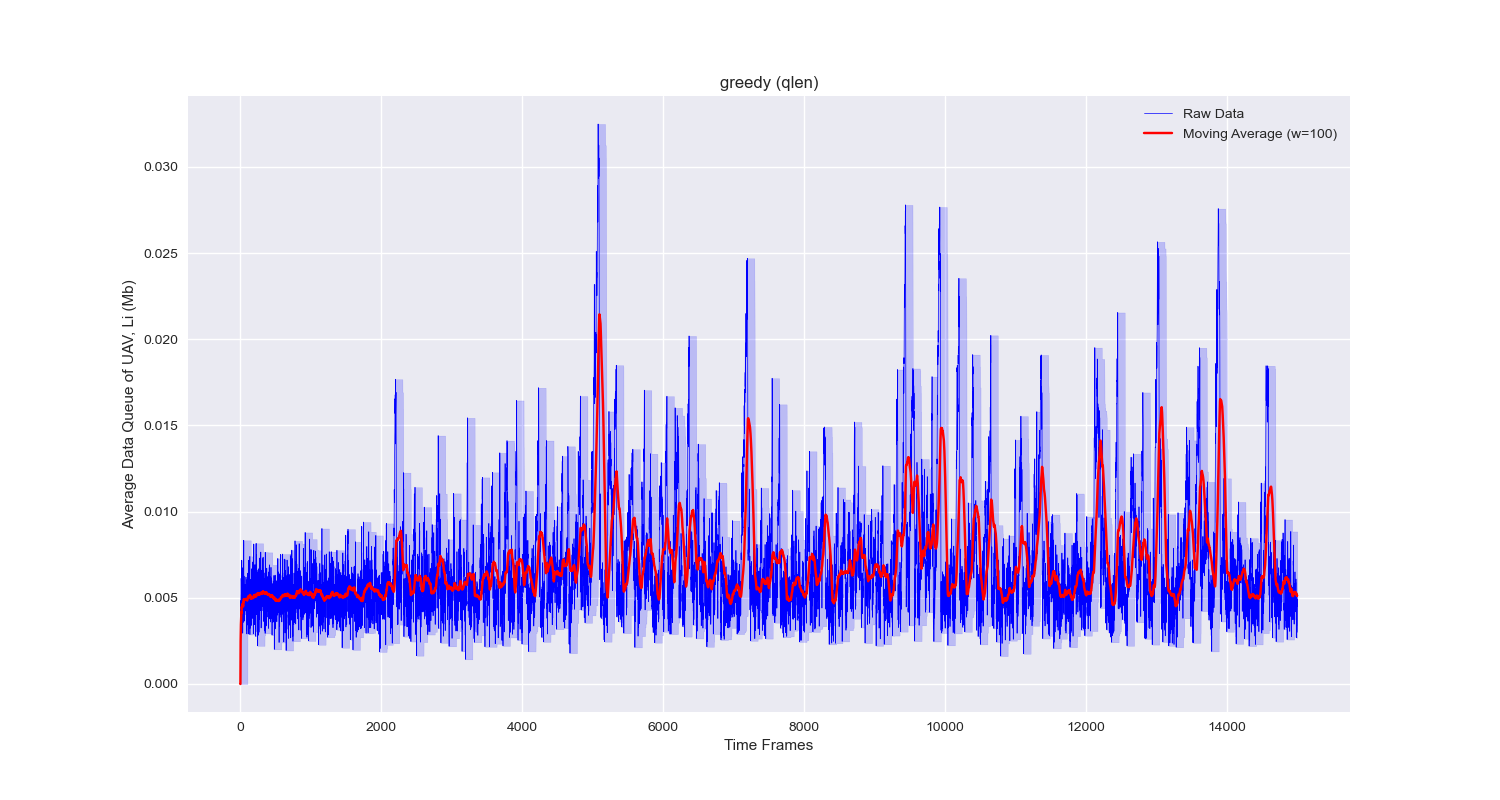 greedy (qlen)
Raw Data
Moving Average (w=100)
Average Data Queue of UAV, Li (Mb)
0.030
0.025
0.020
0.015
0.010
0.005
0.000
0 2000 4000 6000 8000 10000 12000 14000
Time Frames